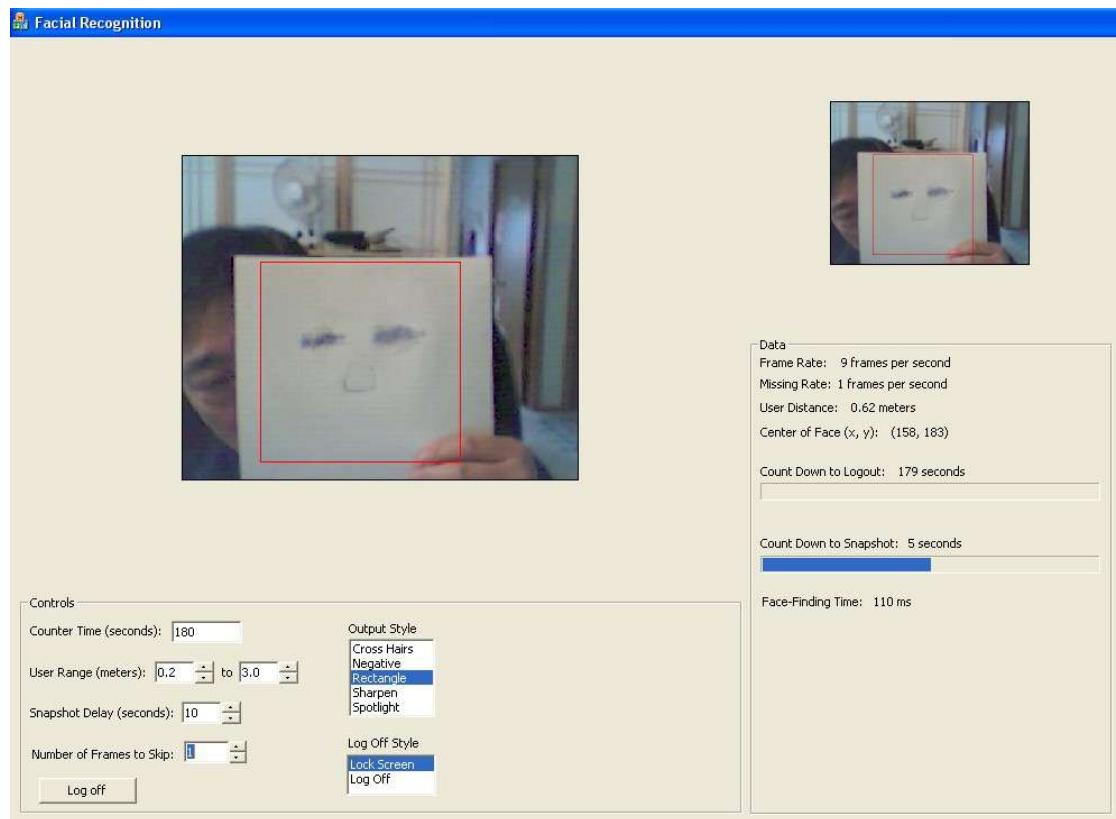 Facial Recognition
Data
Frame Rate: 9 frames per second
Missing Rate: 1 frames per second
User Distance: 0.62 meters
Center of Face (x, y): (158, 183)
Count Down to Logout: 179 seconds
Count Down to Snapshot: 5 seconds
Face-Finding Time: 110 ms
Controls
Counter Time (seconds): 180
User Range (meters): 0.2 to 3.0
Snapshot Delay (seconds): 10
Number of Frames to Skip: 1
Log off
Output Style
Cross Hairs
Negative
Rectangle
Sharpen
Spotlight
Log Off Style
Lock Screen
Log Off